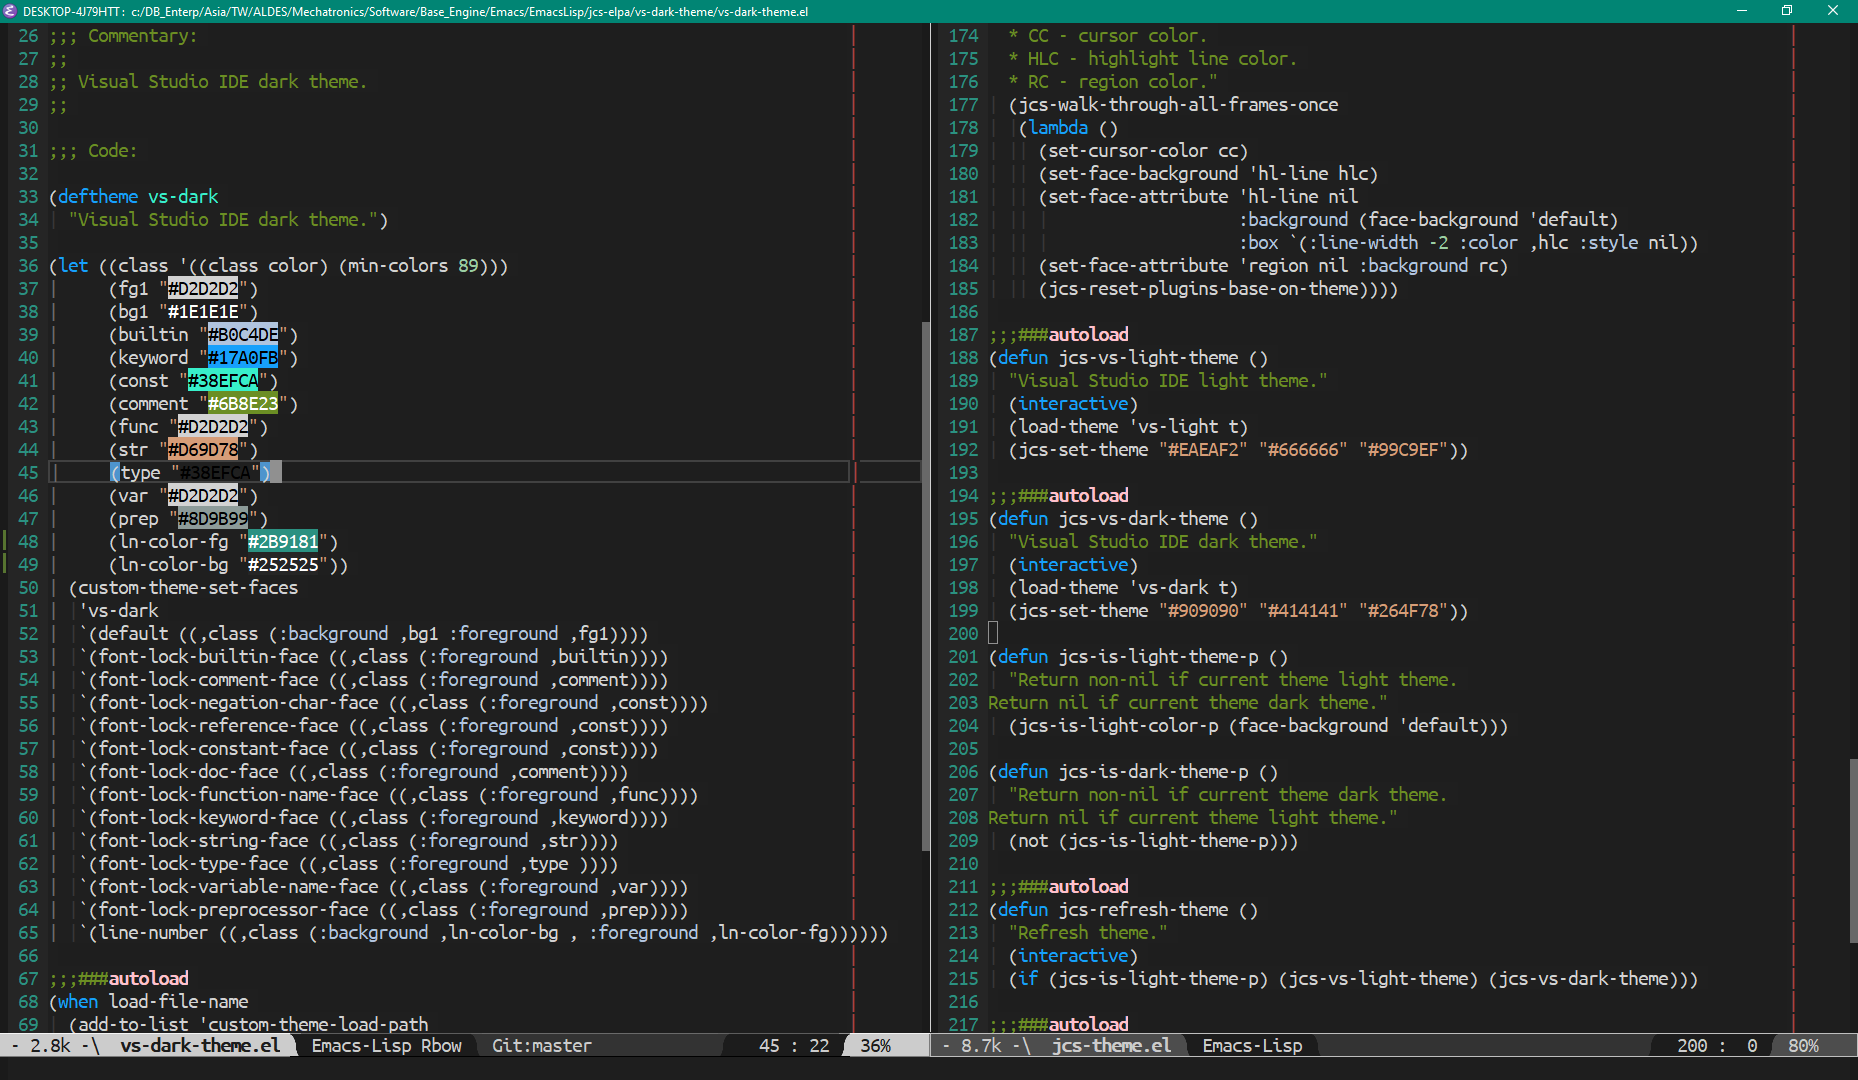 DESKTOP-4J79HTT: c:/DB_Enterp/Asia/TW/ALDES/Mechatronics/Software/Base_Engine/Emacs/EmacsLisp/jcs-elpa/vs-dark-theme/vs-dark-theme.el
26 ;;; Commentary:
27 ;;
28 ;; Visual Studio IDE dark theme.
29 ;;
30
31 ;;; Code:
32
33 (deftheme vs-dark
34   "Visual Studio IDE dark theme.")
35
36 (let ((class '((class color) (min-colors 89)))
37       (fg1 "#D2D2D2")
38       (bg1 "#1E1E1E")
39       (builtin "#B0C4DE")
40       (keyword "#17A0FB")
41       (const "#38EFCA")
42       (comment "#6B8E23")
43       (func "#D2D2D2")
44       (str "#D69D78")
45       (type "#38EFCA")
46       (var "#D2D2D2")
47       (prep "#8D9B99")
48       (ln-color-fg "#2B9181")
49       (ln-color-bg "#252525"))
50   (custom-theme-set-faces
51    'vs-dark
52    `(default ((,class (:background ,bg1 :foreground ,fg1))))
53    `(font-lock-builtin-face ((,class (:foreground ,builtin))))
54    `(font-lock-comment-face ((,class (:foreground ,comment))))
55    `(font-lock-negation-char-face ((,class (:foreground ,const))))
56    `(font-lock-reference-face ((,class (:foreground ,const))))
57    `(font-lock-constant-face ((,class (:foreground ,const))))
58    `(font-lock-doc-face ((,class (:foreground ,comment))))
59    `(font-lock-function-name-face ((,class (:foreground ,func))))
60    `(font-lock-keyword-face ((,class (:foreground ,keyword))))
61    `(font-lock-string-face ((,class (:foreground ,str))))
62    `(font-lock-type-face ((,class (:foreground ,type ))))
63    `(font-lock-variable-name-face ((,class (:foreground ,var))))
64    `(font-lock-preprocessor-face ((,class (:foreground ,prep))))
65    `(line-number ((,class (:background ,ln-color-bg , :foreground ,ln-color-fg))))))
66
67 ;;;###autoload
68 (when load-file-name
69   (add-to-list 'custom-theme-load-path
- 2.8k -\ vs-dark-theme.el Emacs-Lisp Rbow Git:master 45 : 22 36%
174   * CC - cursor color.
175   * HLC - highlight line color.
176   * RC - region color."
177   (jcs-walk-through-all-frames-once
178    (lambda ()
179      (set-cursor-color cc)
180      (set-face-background 'hl-line hlc)
181      (set-face-attribute 'hl-line nil
182                          :background (face-background 'default)
183                          :box `(:line-width -2 :color ,hlc :style nil))
184      (set-face-attribute 'region nil :background rc)
185      (jcs-reset-plugins-base-on-theme))))
186
187 ;;;###autoload
188 (defun jcs-vs-light-theme ()
189   "Visual Studio IDE light theme."
190   (interactive)
191   (load-theme 'vs-light t)
192   (jcs-set-theme "#EAEAF2" "#666666" "#99C9EF"))
193
194 ;;;###autoload
195 (defun jcs-vs-dark-theme ()
196   "Visual Studio IDE dark theme."
197   (interactive)
198   (load-theme 'vs-dark t)
199   (jcs-set-theme "#909090" "#414141" "#264F78"))
200
201 (defun jcs-is-light-theme-p ()
202   "Return non-nil if current theme light theme.
203 Return nil if current theme dark theme."
204   (jcs-is-light-color-p (face-background 'default)))
205
206 (defun jcs-is-dark-theme-p ()
207   "Return non-nil if current theme dark theme.
208 Return nil if current theme light theme."
209   (not (jcs-is-light-theme-p)))
210
211 ;;;###autoload
212 (defun jcs-refresh-theme ()
213   "Refresh theme."
214   (interactive)
215   (if (jcs-is-light-theme-p) (jcs-vs-light-theme) (jcs-vs-dark-theme)))
216
217 ;;;###autoload
- 8.7k -\ jcs-theme.el Emacs-Lisp 200 : 0 80%